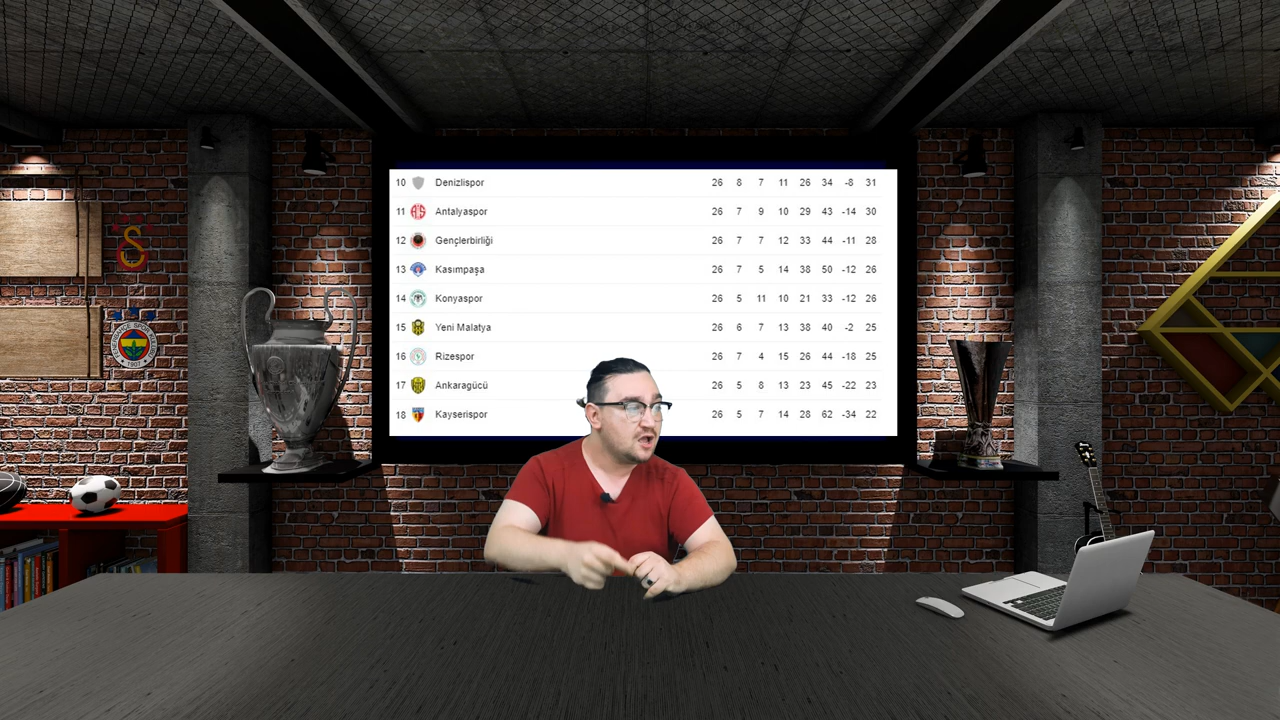 10 Denizlispor 26 8 7 11 26 34 -8 31
11 Antalyaspor 26 7 9 10 29 43 -14 30
12 Gençlerbirliği 26 7 7 12 33 44 -11 28
13 Kasımpaşa 26 7 5 14 38 50 -12 26
14 Konyaspor 26 5 11 10 21 33 -12 26
15 Yeni Malatya 26 6 7 13 38 40 -2 25
16 Rizespor 26 7 4 15 26 44 -18 25
17 Ankaragücü 26 5 8 13 23 45 -22 23
18 Kayserispor 26 5 7 14 28 62 -34 22
FENERBAHÇE SPOR KULÜBÜ
1907